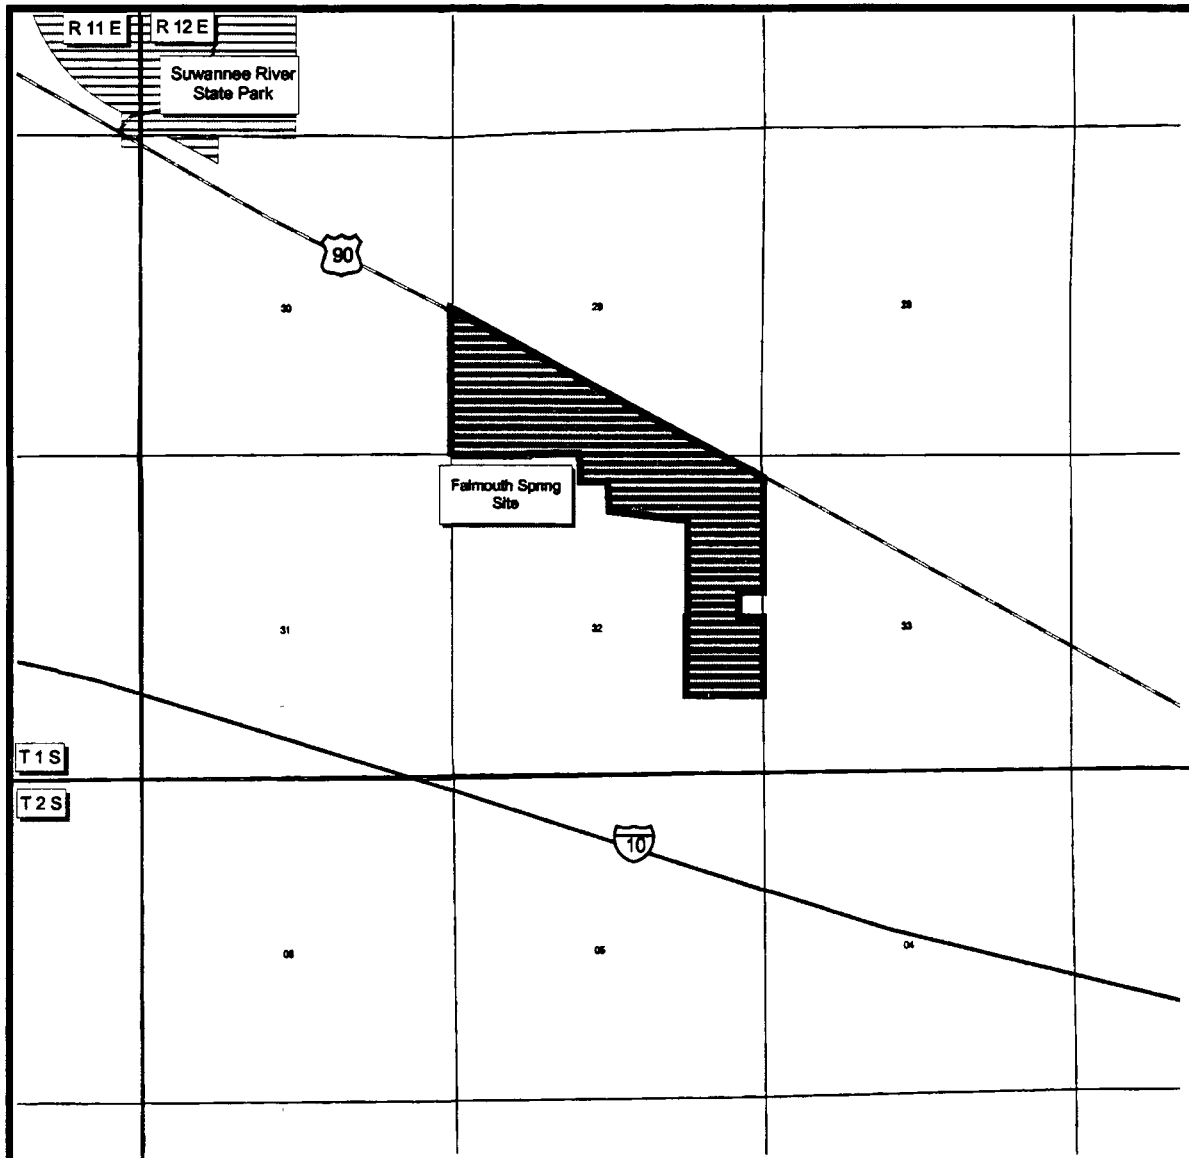 R 11 E
R 12 E
Suwannee River
State Park
90
30
29
28
Falmouth Spring
Site
31
32
33
T 1 S
T 2 S
10
06
05
04